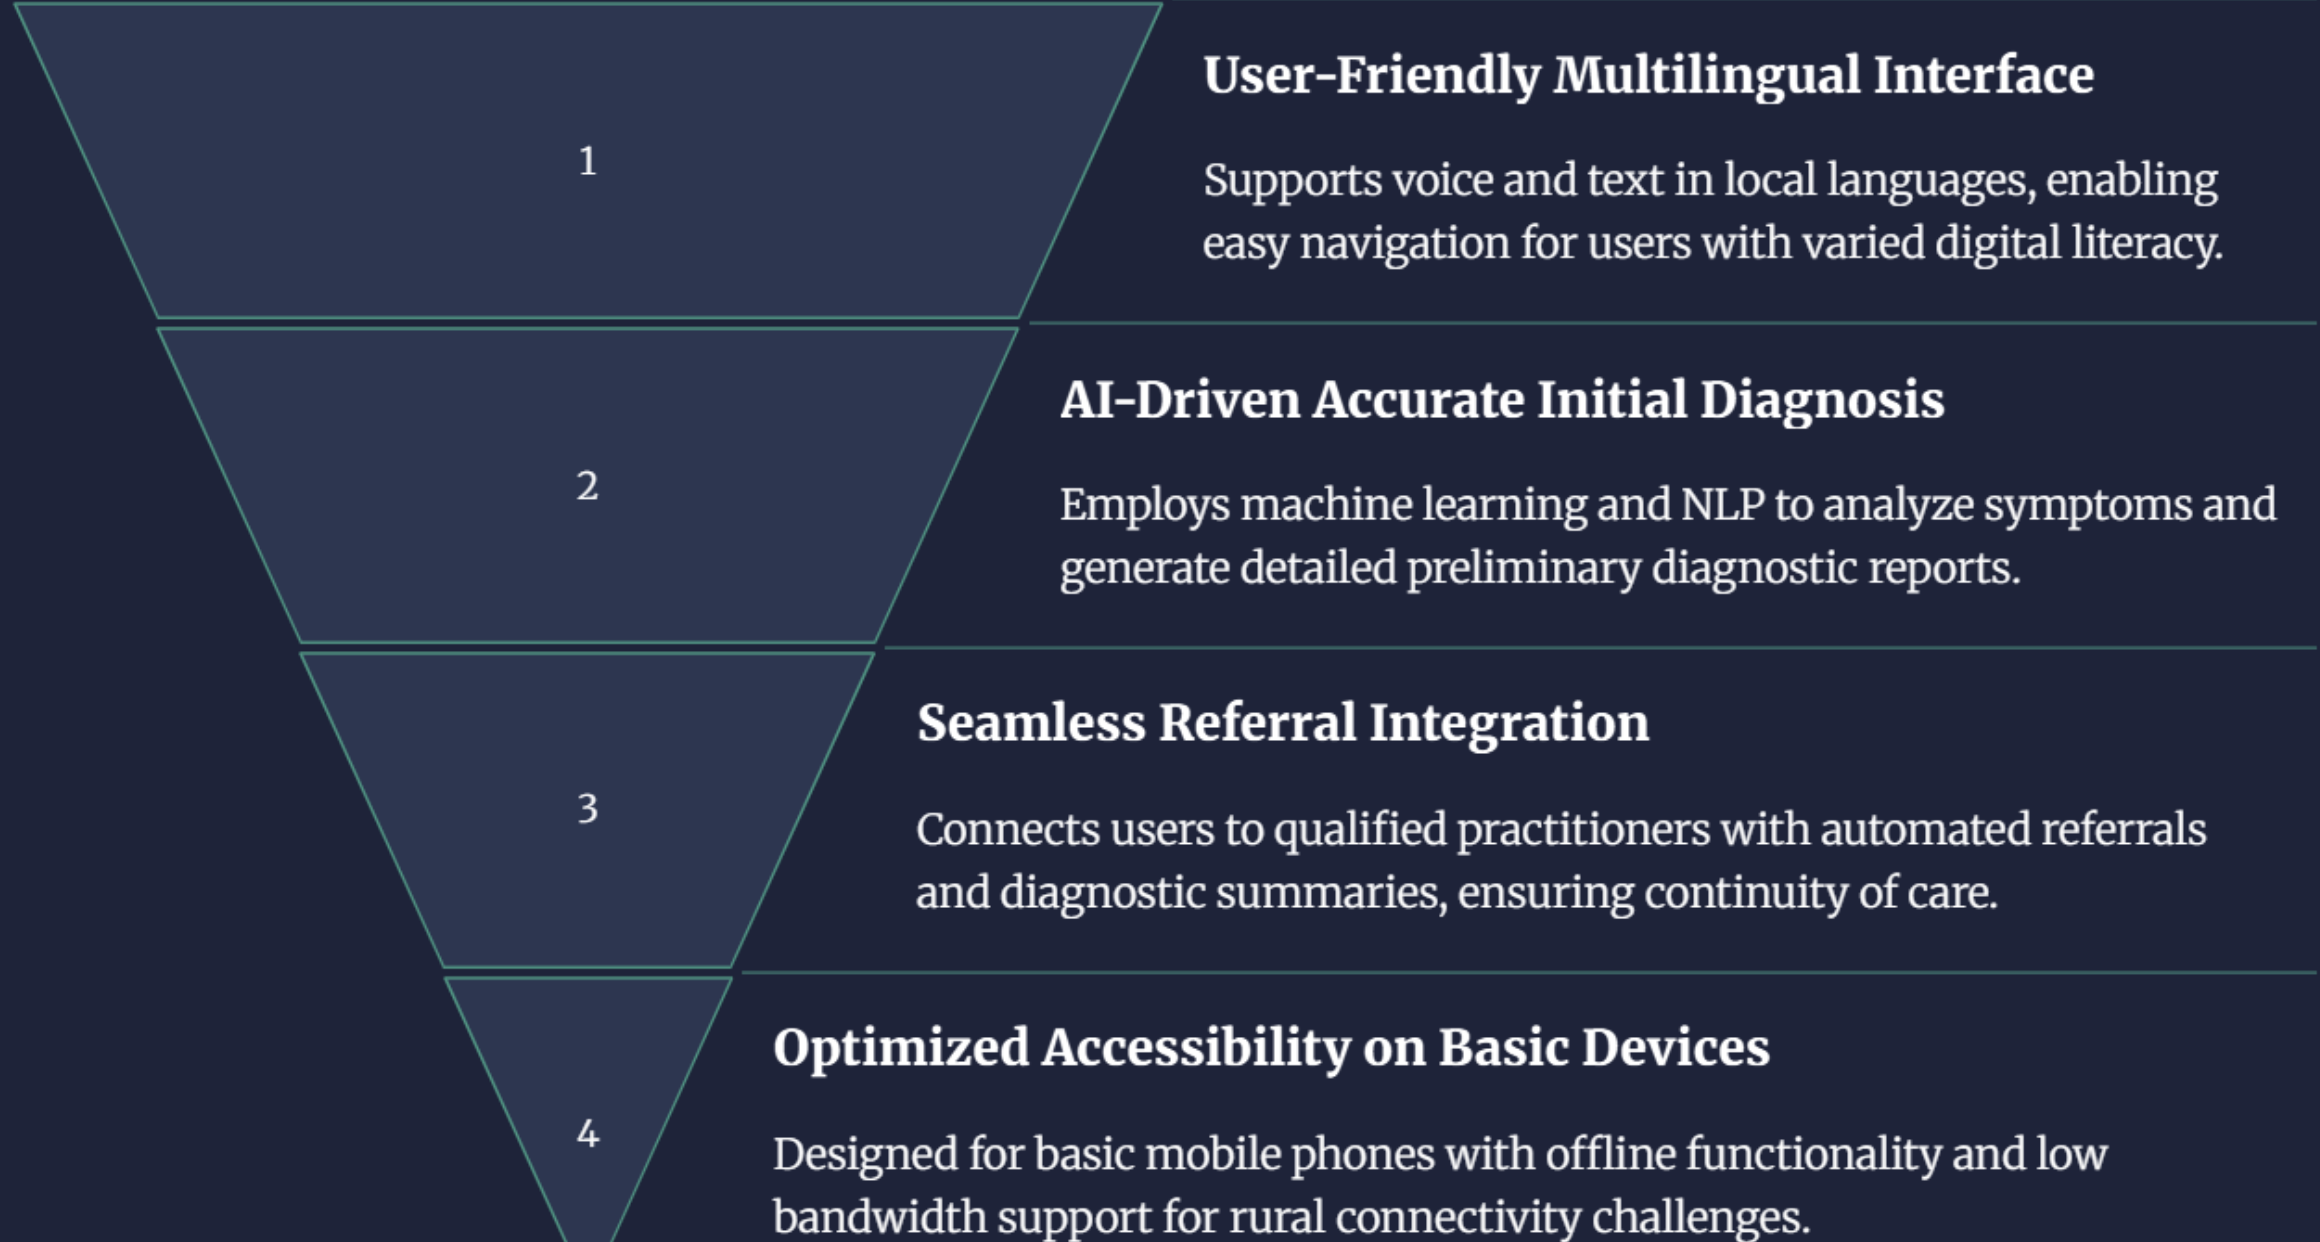 1
User-Friendly Multilingual Interface
Supports voice and text in local languages, enabling
easy navigation for users with varied digital literacy.
2
AI-Driven Accurate Initial Diagnosis
Employs machine learning and NLP to analyze symptoms and
generate detailed preliminary diagnostic reports.
3
Seamless Referral Integration
Connects users to qualified practitioners with automated referrals
and diagnostic summaries, ensuring continuity of care.
4
Optimized Accessibility on Basic Devices
Designed for basic mobile phones with offline functionality and low
bandwidth support for rural connectivity challenges.